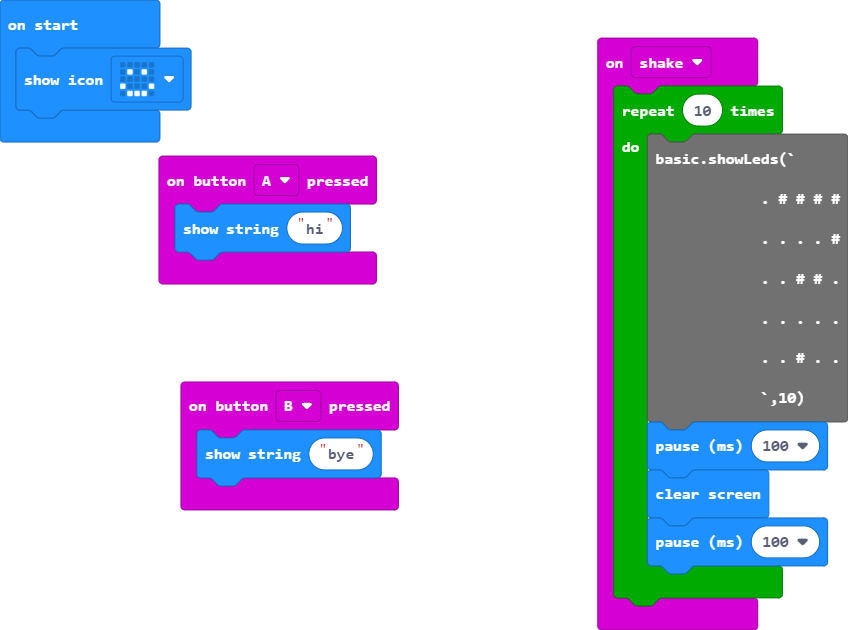 on start
show icon
on button A pressed
show string "hi"
on button B pressed
show string "bye"
on shake
repeat 10 times
do
basic.showLeds(`
. # # # #
. . . . #
. . # # .
. . . . .
. . # . .
`,10)
pause (ms) 100
clear screen
pause (ms) 100